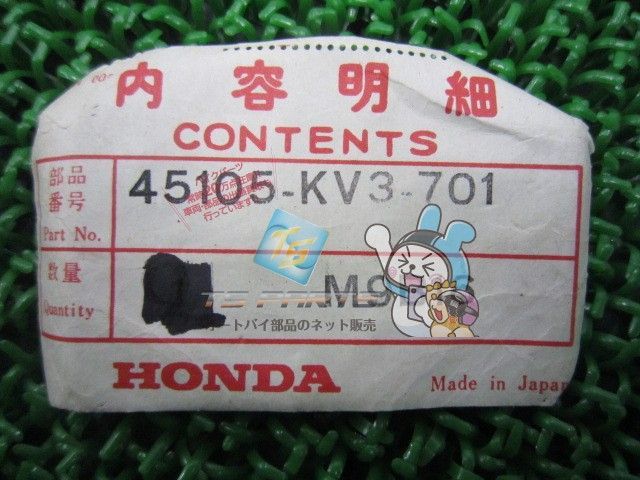 内容明細
CONTENTS
部品
番号
Part No.
45105-KV3-701
数量
Quantity
TS
オートバイ部品のネット販売
HONDA
Made in Japan